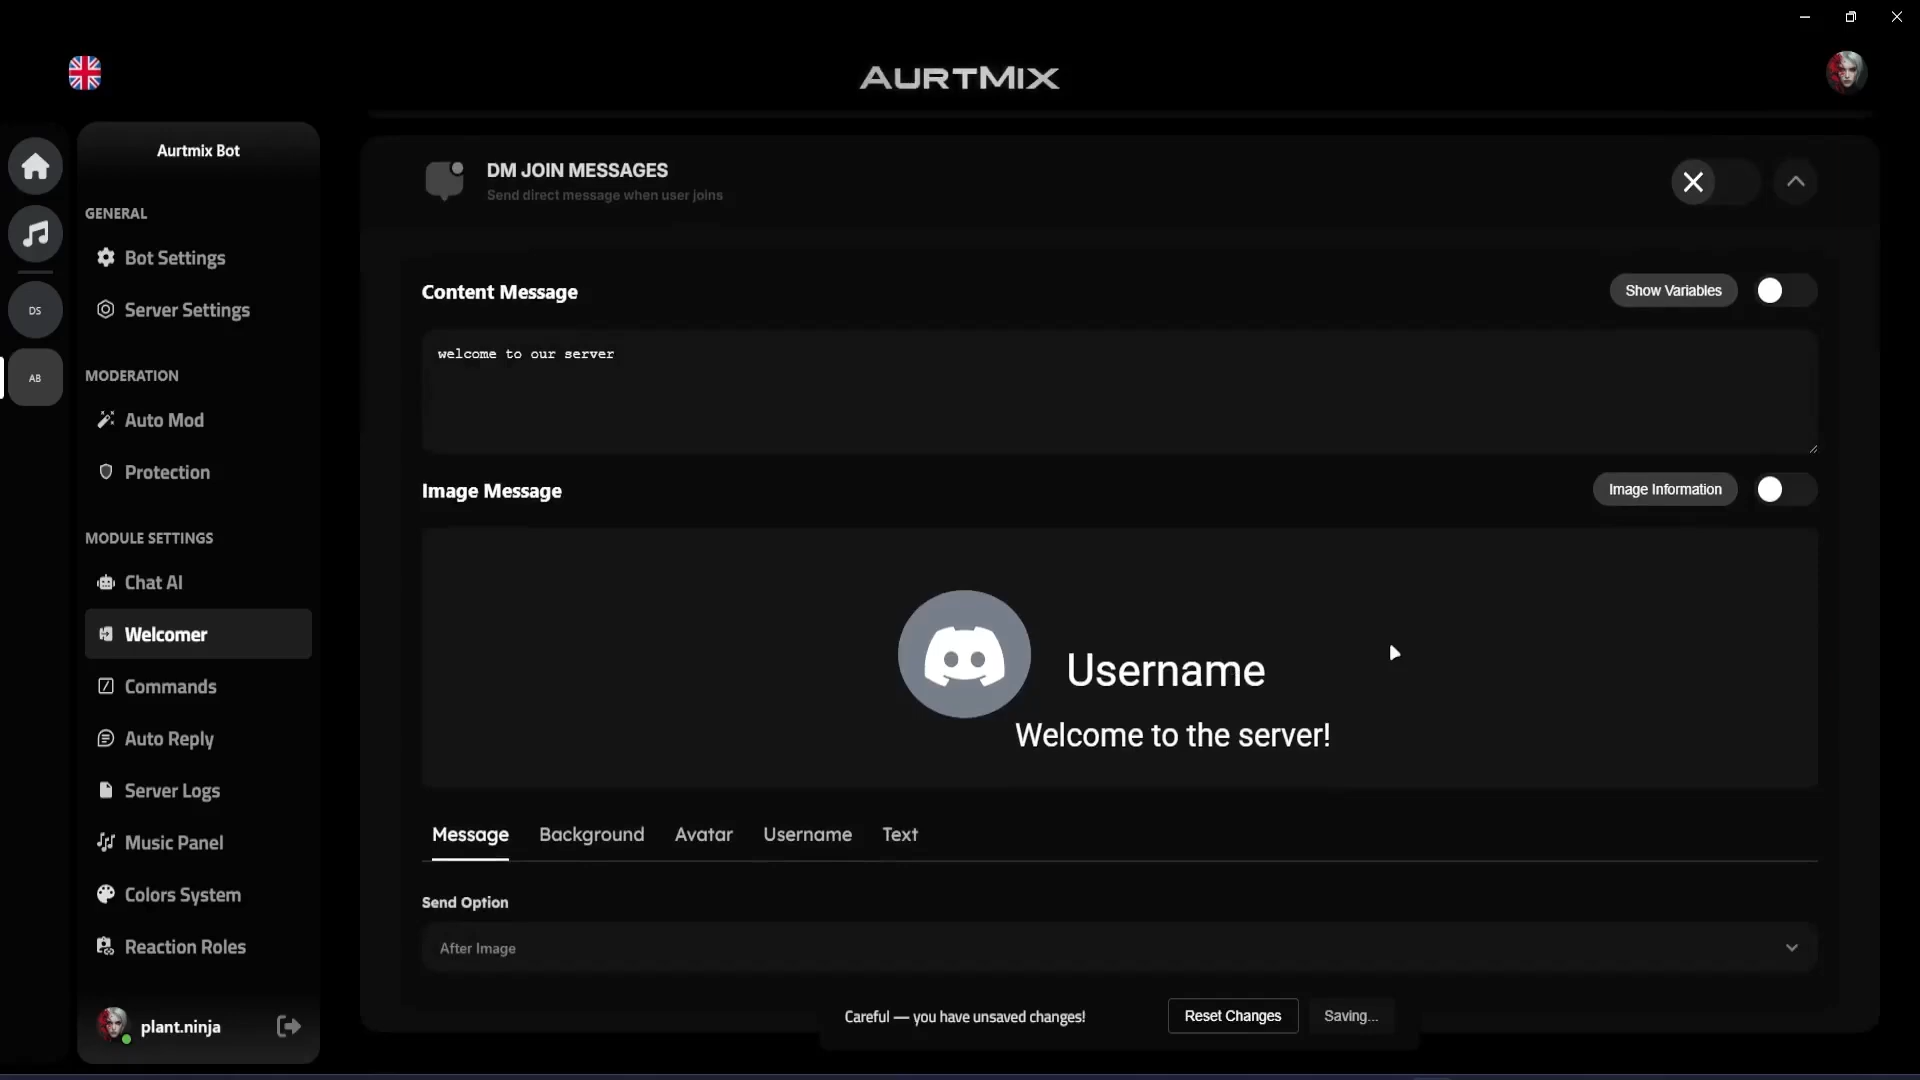 AURTMIX
Aurtmix Bot
GENERAL
Bot Settings
Server Settings
MODERATION
Auto Mod
Protection
MODULE SETTINGS
Chat AI
Welcomer
Commands
Auto Reply
Server Logs
Music Panel
Colors System
Reaction Roles
plant.ninja
DS
AB
DM JOIN MESSAGES
Send direct message when user joins
Content Message
Show Variables
welcome to our server
Image Message
Image Information
Username
Welcome to the server!
Message Background Avatar Username Text
Send Option
After Image
Careful — you have unsaved changes!
Reset Changes
Saving...